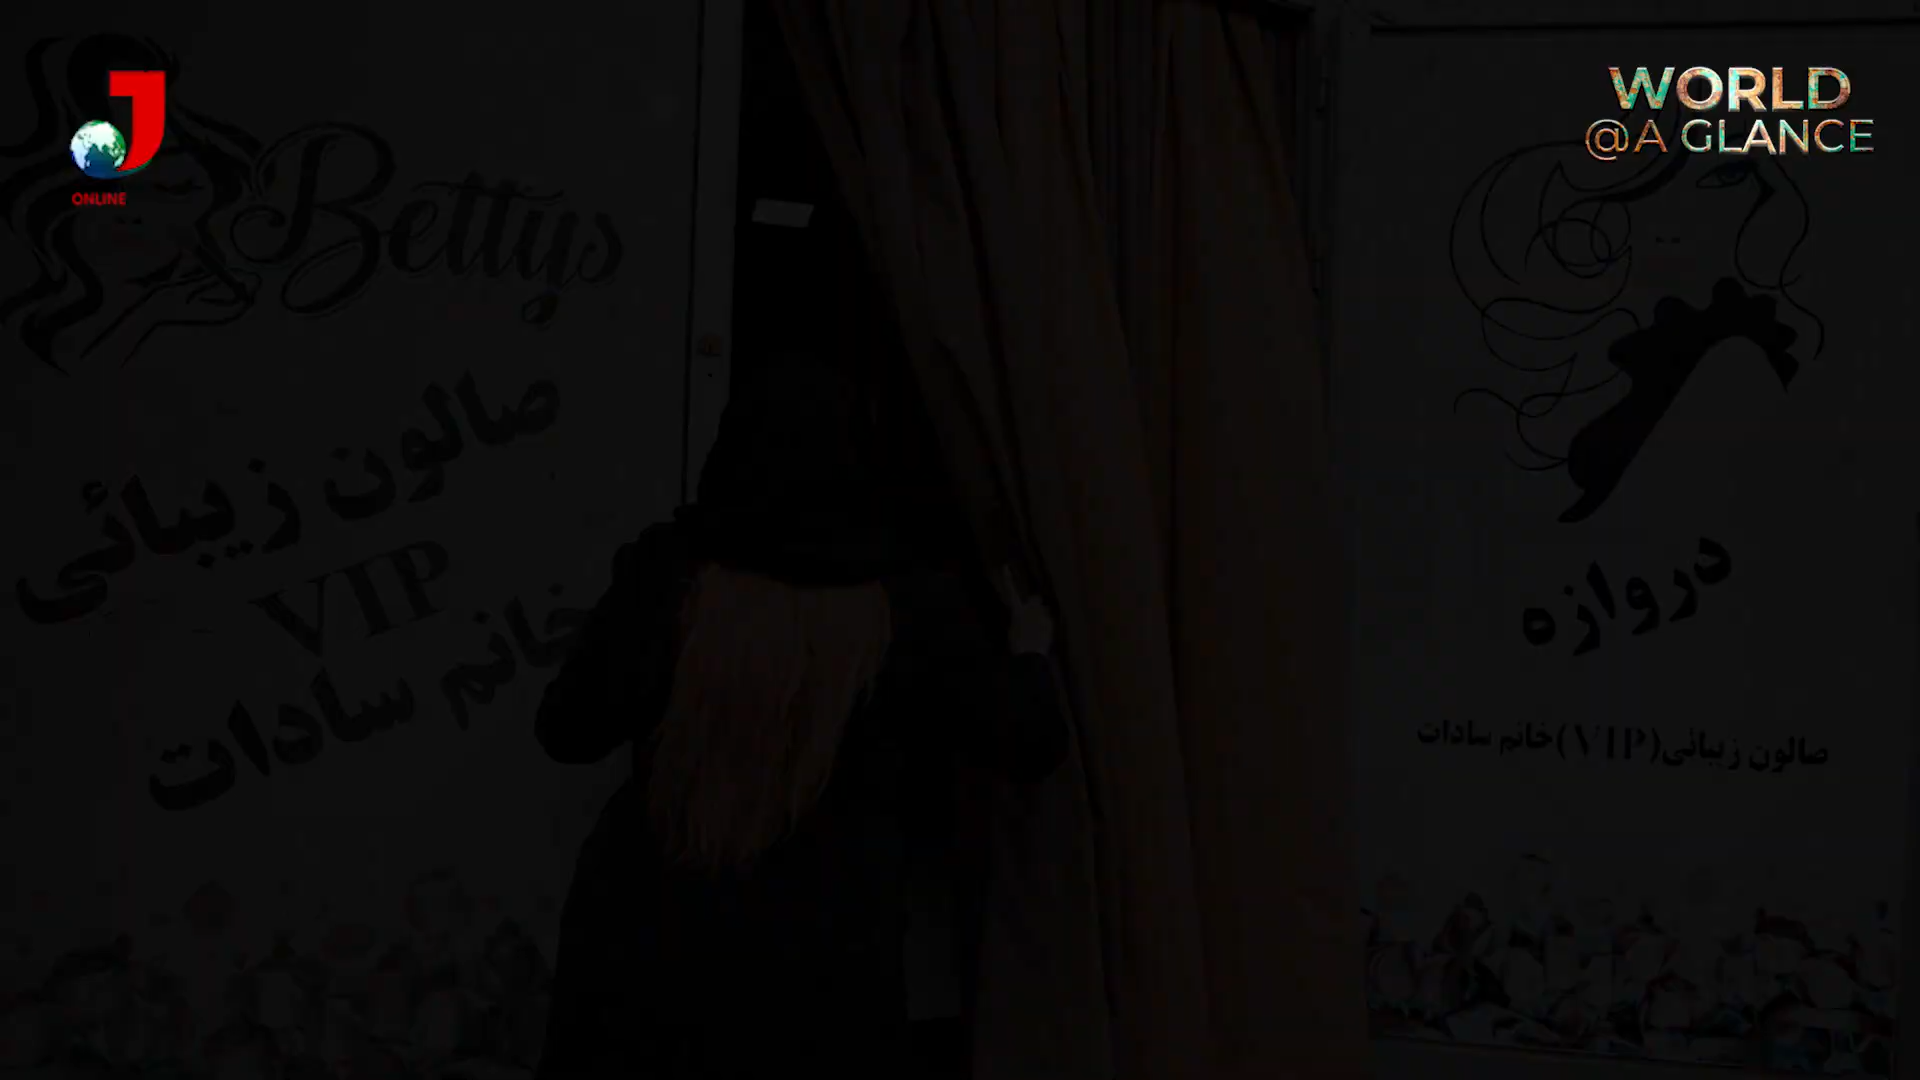 J
ONLINE
WORLD
@A GLANCE
Bettys
صالون زیبائی
VIP
خانم سادات
دروازه
صالون زیبائی(VIP)خانم سادات